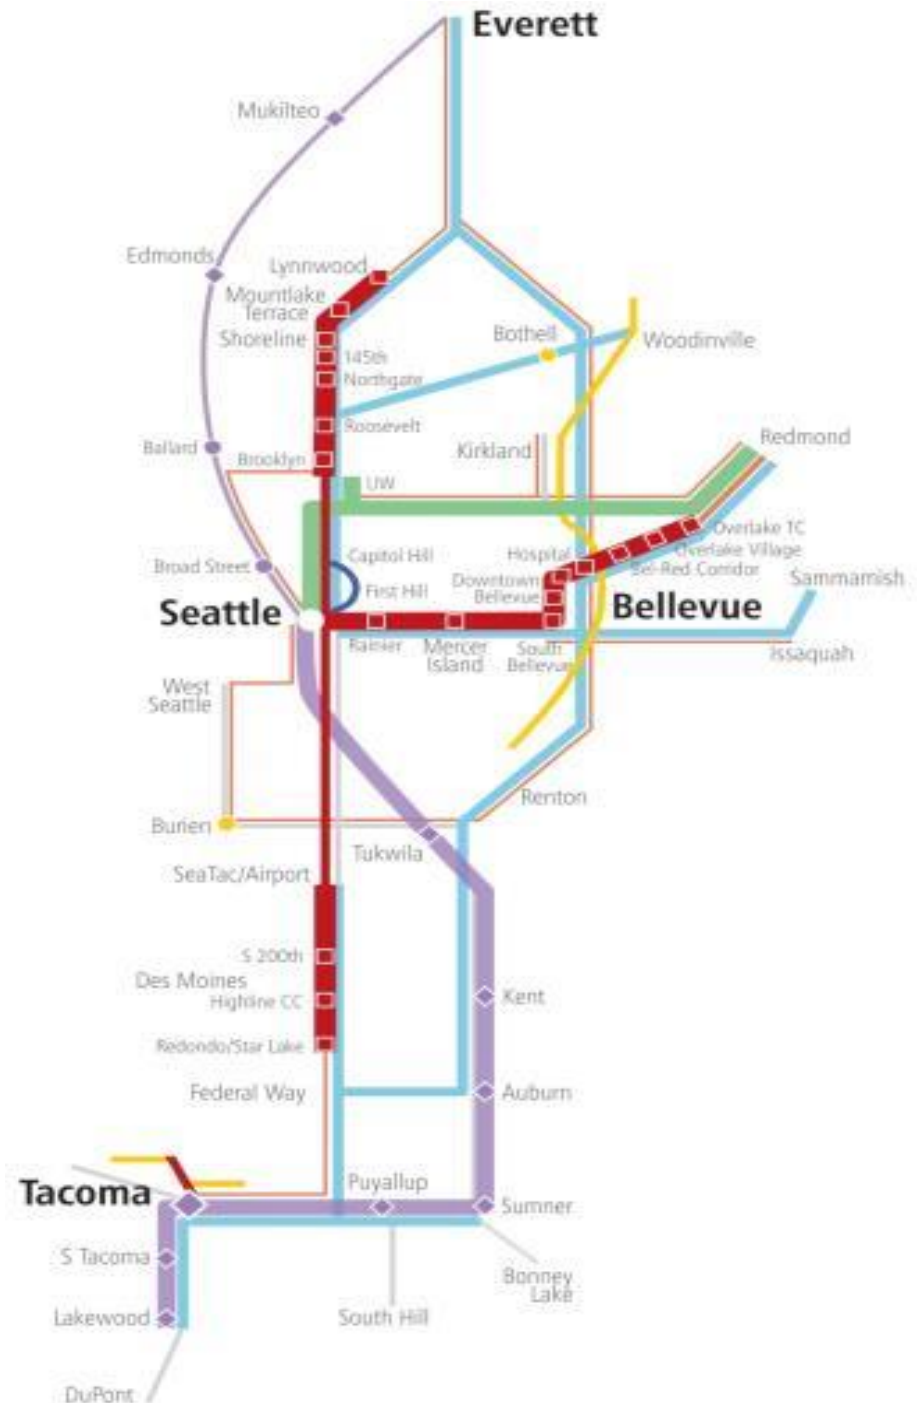 Everett
Mukilteo
Edmonds
Lynnwood
Mountlake
Terrace
Shoreline
145th
Northgate
Bothell
Woodinville
Roosevelt
Ballard
Brooklyn
Kirkland
Redmond
UW
Overlake TC
Overlake Village
Bel-Red Corridor
Hospital
Capitol Hill
First Hill
Broad Street
Downtown
Bellevue
Sammamish
Seattle
Bellevue
Rainier
Mercer
Island
South
Bellevue
Issaquah
West
Seattle
Renton
Burien
Tukwila
SeaTac/Airport
S 200th
Des Moines
Highline CC
Kent
Redondo/Star Lake
Federal Way
Auburn
Tacoma
Puyallup
Sumner
S Tacoma
Bonney
Lake
Lakewood
South Hill
DuPont